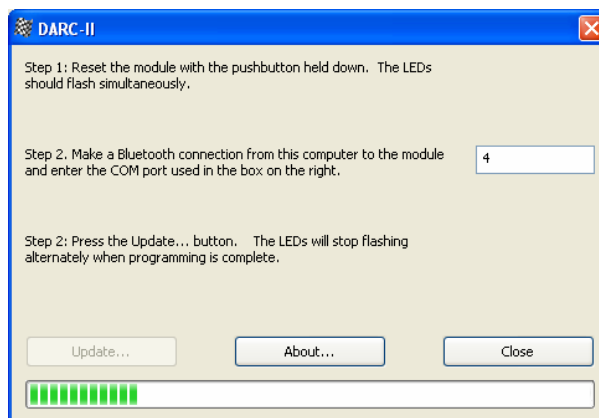 DARC-II
Step 1: Reset the module with the pushbutton held down.  The LEDs
should flash simultaneously.
Step 2. Make a Bluetooth connection from this computer to the module
and enter the COM port used in the box on the right.
4
Step 2: Press the Update... button.   The LEDs will stop flashing
alternately when programming is complete.
Update...
About...
Close